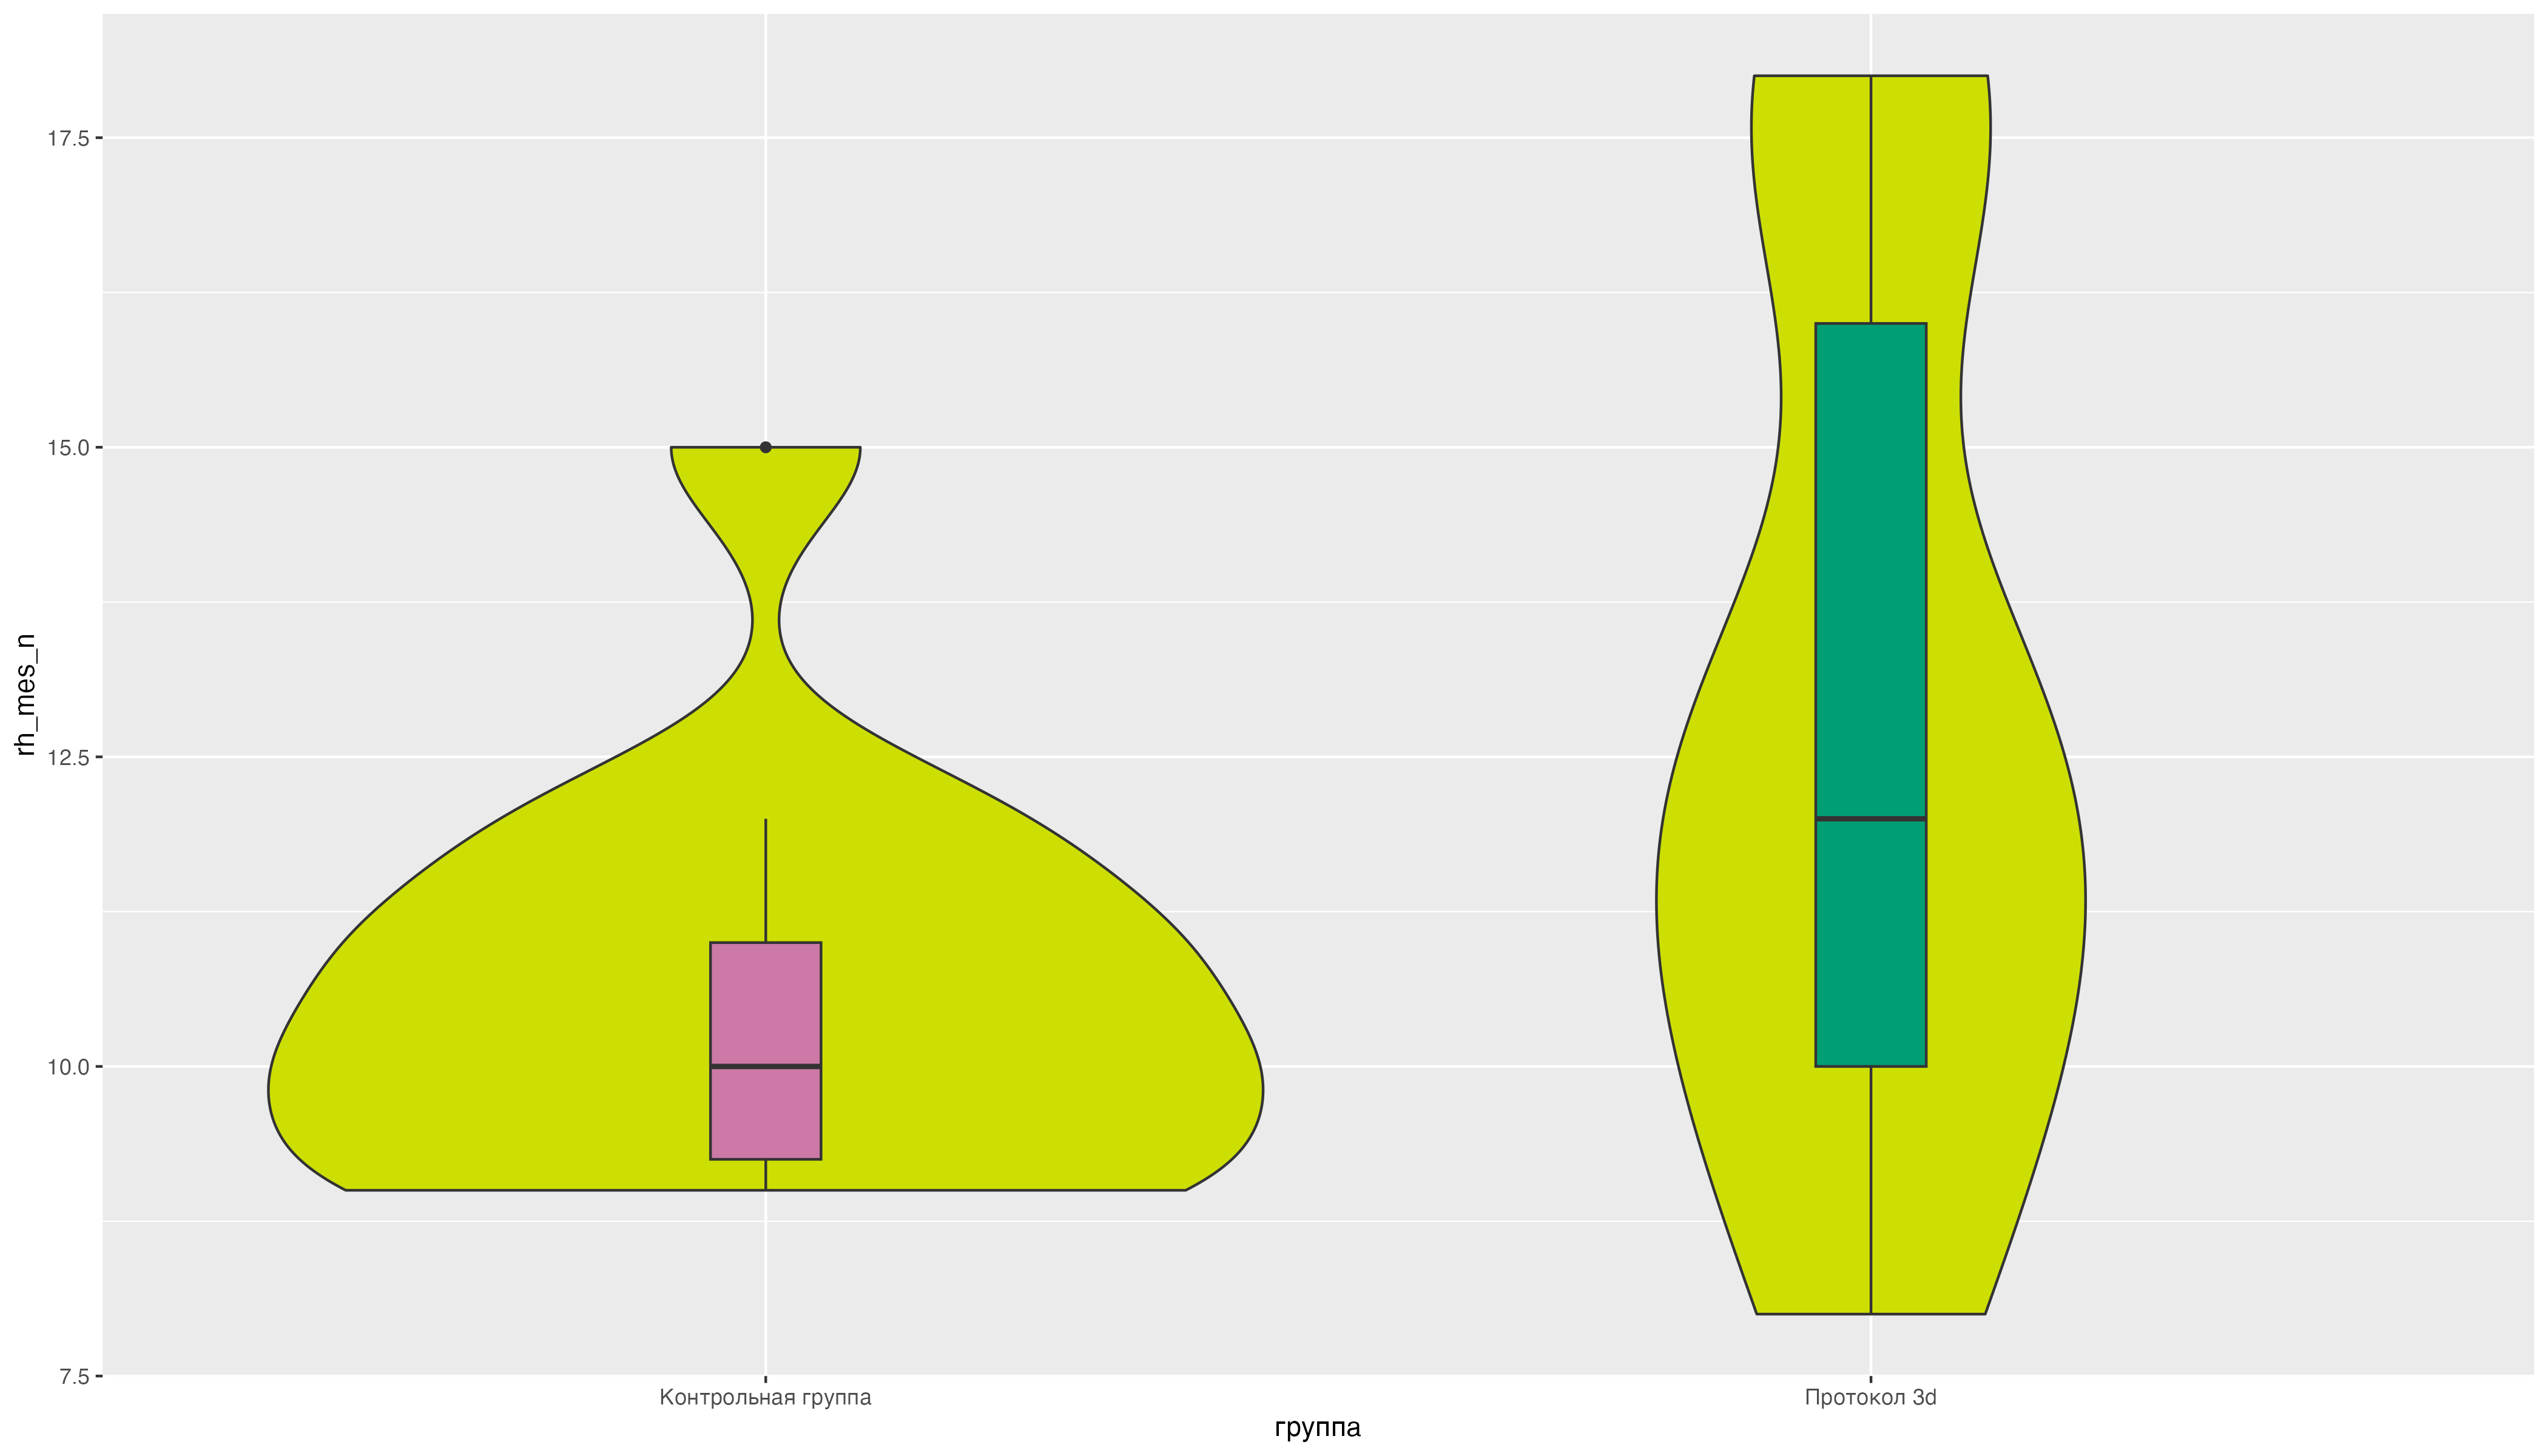 rh_mes_n
17.5
15.0
12.5
10.0
7.5
Контрольная группа
Протокол 3d
группа